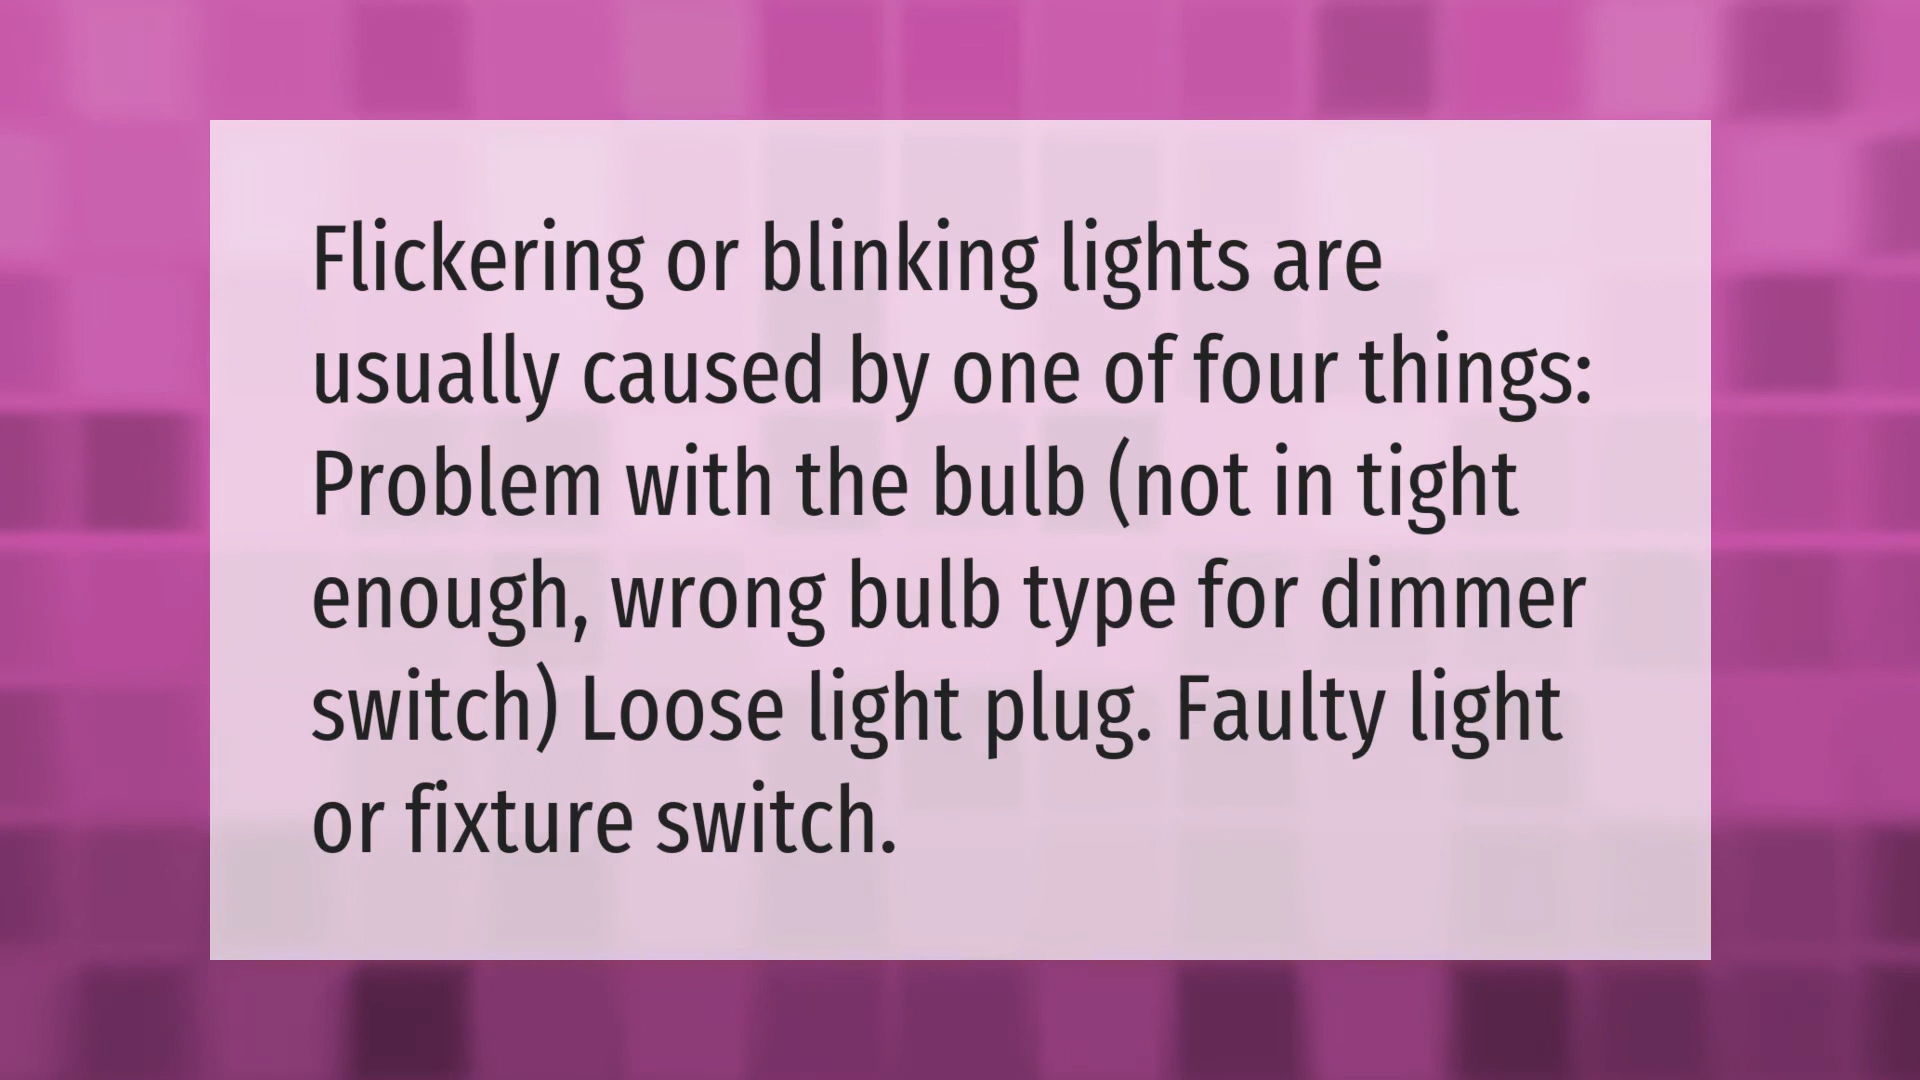 Flickering or blinking lights are
usually caused by one of four things:
Problem with the bulb (not in tight
enough, wrong bulb type for dimmer
switch) Loose light plug. Faulty light
or fixture switch.